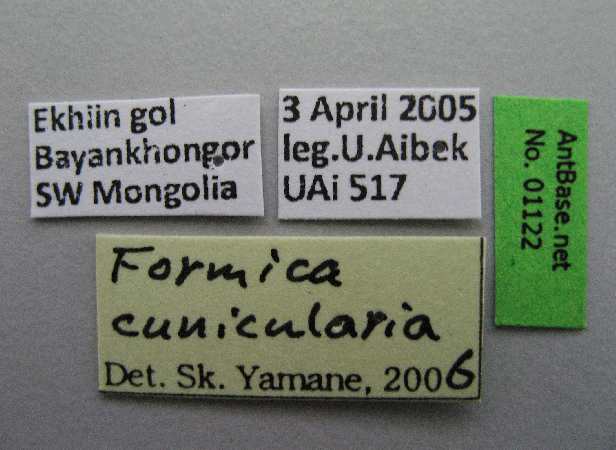 Ekhiin gol
Bayankhongor
SW Mongolia
3 April 2005
leg.U.Aibek
UAi 517
AntBase.net
No. 01122
Formica
cunicularia
Det. Sk. Yamane, 2006